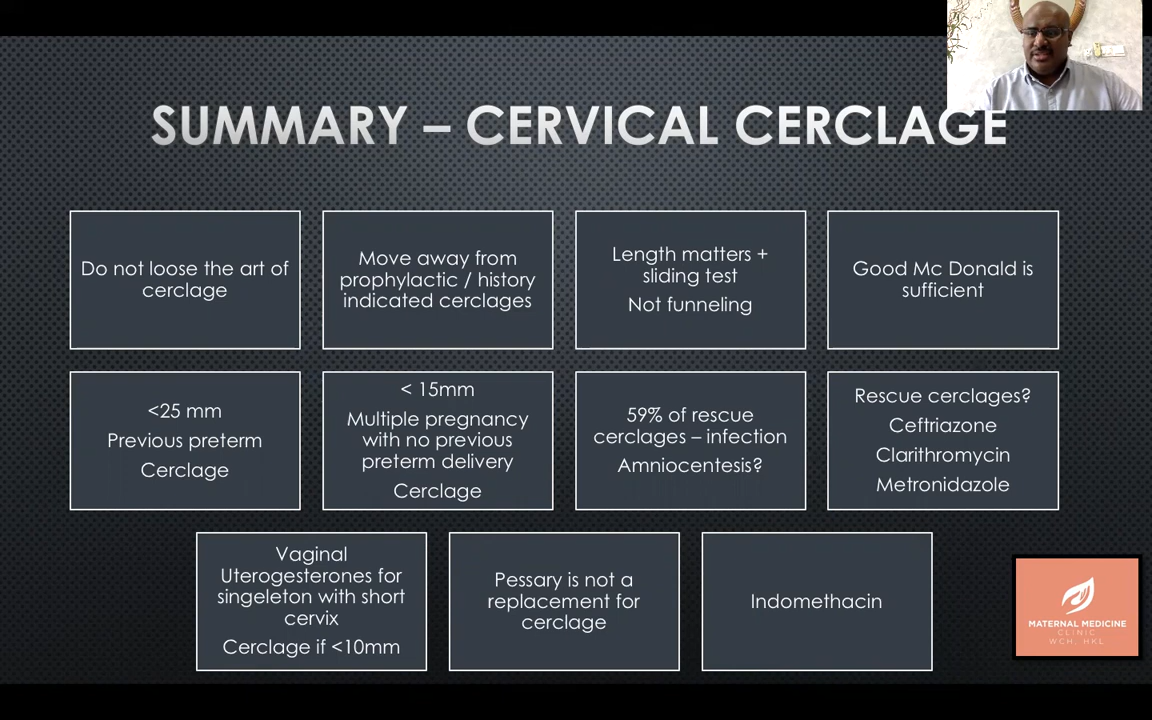 SUMMARY – CERVICAL CERCLAGE
Do not loose the art of
cerclage
Move away from
prophylactic / history
indicated cerclages
Length matters +
sliding test
Not funneling
Good Mc Donald is
sufficient
<25 mm
Previous preterm
Cerclage
< 15mm
Multiple pregnancy
with no previous
preterm delivery
Cerclage
59% of rescue
cerclages – infection
Amniocentesis?
Rescue cerclages?
Ceftriazone
Clarithromycin
Metronidazole
Vaginal
Uterogesterones for
singeleton with short
cervix
Cerclage if <10mm
Pessary is not a
replacement for
cerclage
Indomethacin
MATERNAL MEDICINE
CLINIC
WCH, HKL